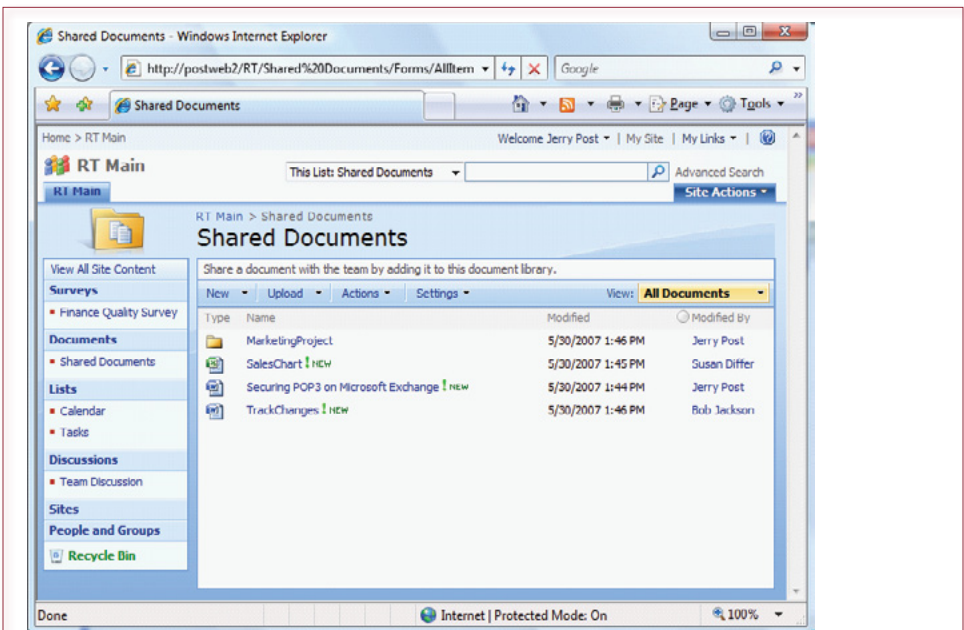 Shared Documents - Windows Internet Explorer
http://postweb2/RT/Shared%20Documents/Forms/AllItem
Google
Shared Documents
Page
Tools
Home > RT Main
Welcome Jerry Post | My Site | My Links |
RT Main
This List: Shared Documents
Advanced Search
RT Main
Site Actions
RT Main > Shared Documents
Shared Documents
View All Site Content
Share a document with the team by adding it to this document library.
Surveys
New Upload Actions Settings View: All Documents
Finance Quality Survey
Type Name Modified Modified By
MarketingProject 5/30/2007 1:46 PM Jerry Post
Documents
Shared Documents
SalesChart ! NEW 5/30/2007 1:45 PM Susan Differ
Lists
Securing POP3 on Microsoft Exchange ! NEW 5/30/2007 1:44 PM Jerry Post
Calendar
TrackChanges ! NEW 5/30/2007 1:46 PM Bob Jackson
Tasks
Discussions
Team Discussion
Sites
People and Groups
Recycle Bin
Done
Internet | Protected Mode: On
100%